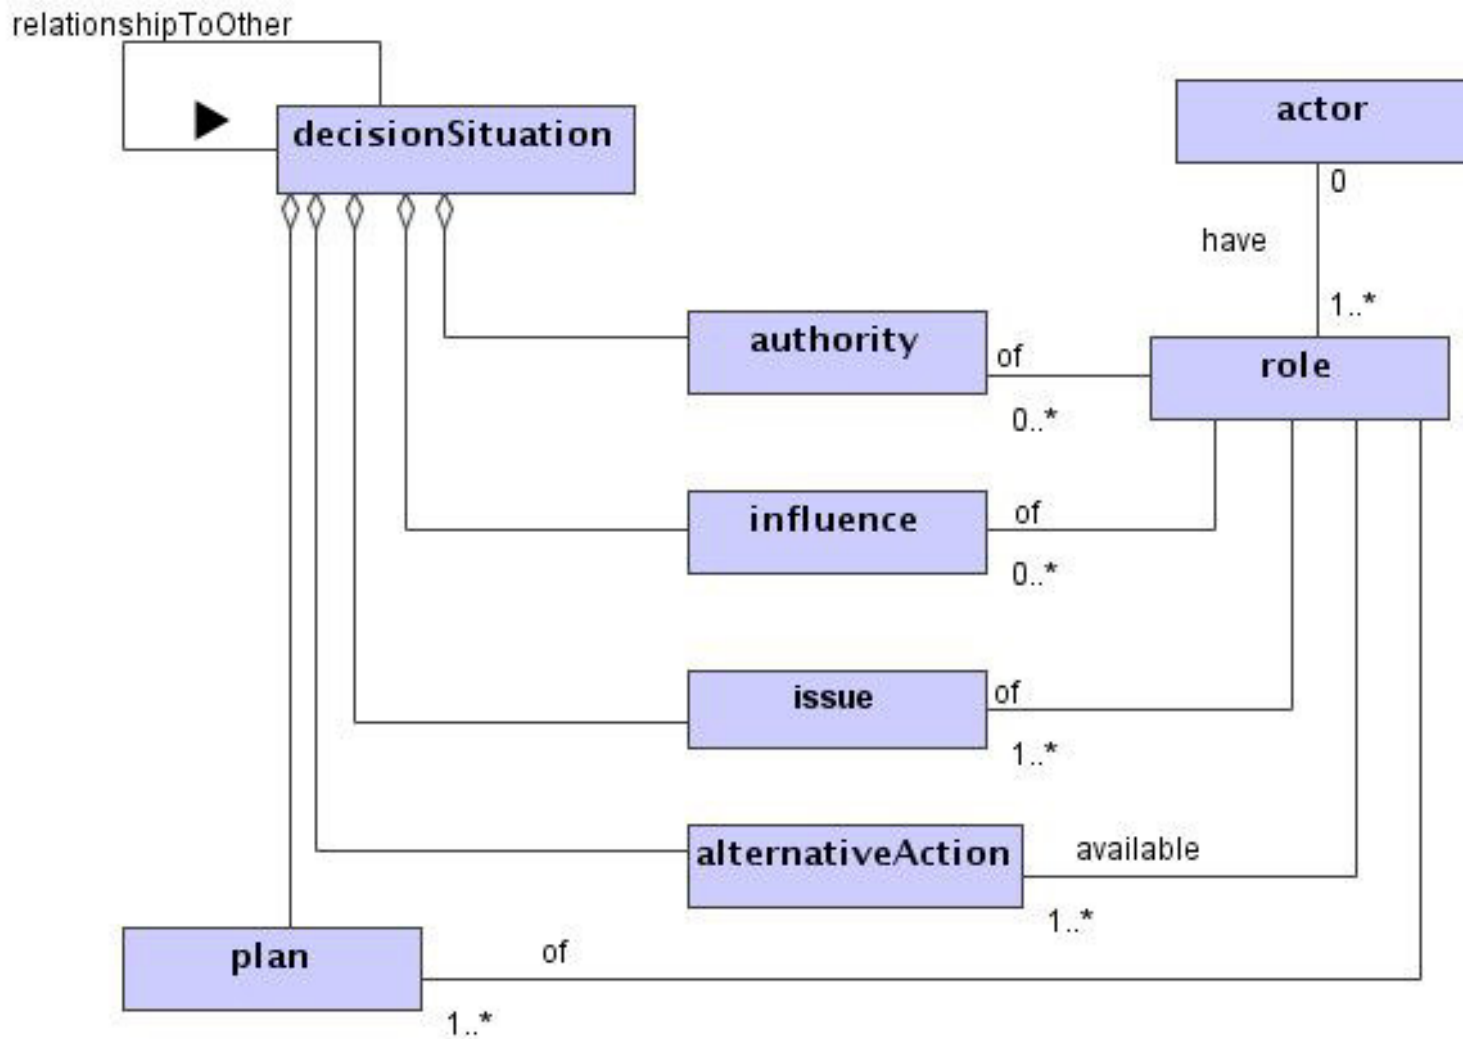 relationshipToOther
decisionSituation
actor
0
have
1..*
authority
of
0..*
role
influence
of
0..*
issue
of
1..*
alternativeAction
available
1..*
plan
of
1..*